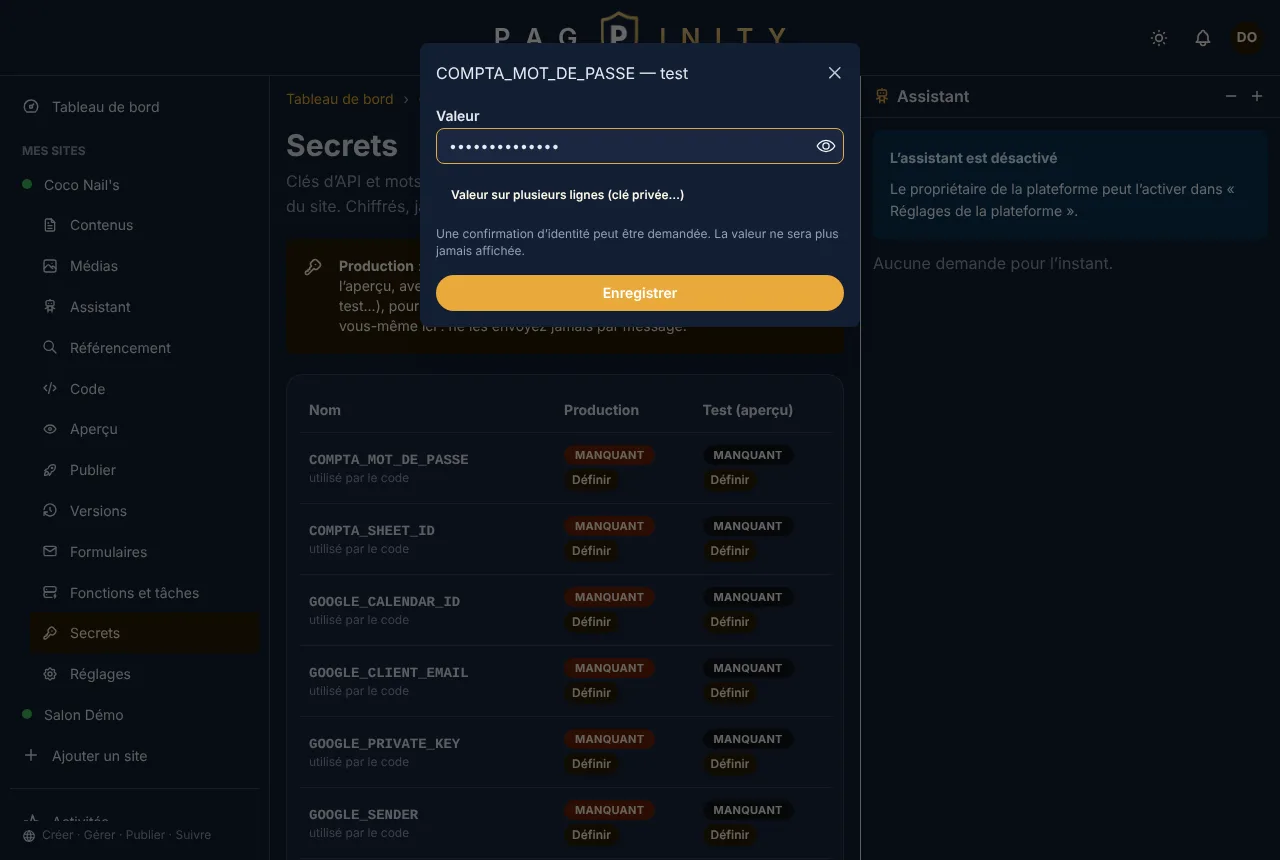 PAGPINITY
DO
COMPTA_MOT_DE_PASSE — test
Valeur
••••••••••••••
Valeur sur plusieurs lignes (clé privée…)
Une confirmation d’identité peut être demandée. La valeur ne sera plus
jamais affichée.
Enregistrer
Tableau de bord
MES SITES
Coco Nail's
Contenus
Médias
Assistant
Référencement
Code
Aperçu
Publier
Versions
Formulaires
Fonctions et tâches
Secrets
Réglages
Salon Démo
Ajouter un site
Activités
Créer · Gérer · Publier · Suivre
Tableau de bord ›
Secrets
Clés d’API et mots
du site. Chiffrés,
Production :
l’aperçu, ave
test…), pour
vous-même ici : ne les envoyez jamais par message.
Nom Production Test (aperçu)
COMPTA_MOT_DE_PASSE MANQUANT MANQUANT
utilisé par le code Définir Définir
COMPTA_SHEET_ID MANQUANT MANQUANT
utilisé par le code Définir Définir
GOOGLE_CALENDAR_ID MANQUANT MANQUANT
utilisé par le code Définir Définir
GOOGLE_CLIENT_EMAIL MANQUANT MANQUANT
utilisé par le code Définir Définir
GOOGLE_PRIVATE_KEY MANQUANT MANQUANT
utilisé par le code Définir Définir
GOOGLE_SENDER MANQUANT MANQUANT
utilisé par le code Définir Définir
Assistant
L’assistant est désactivé
Le propriétaire de la plateforme peut l’activer dans «
Réglages de la plateforme ».
Aucune demande pour l’instant.